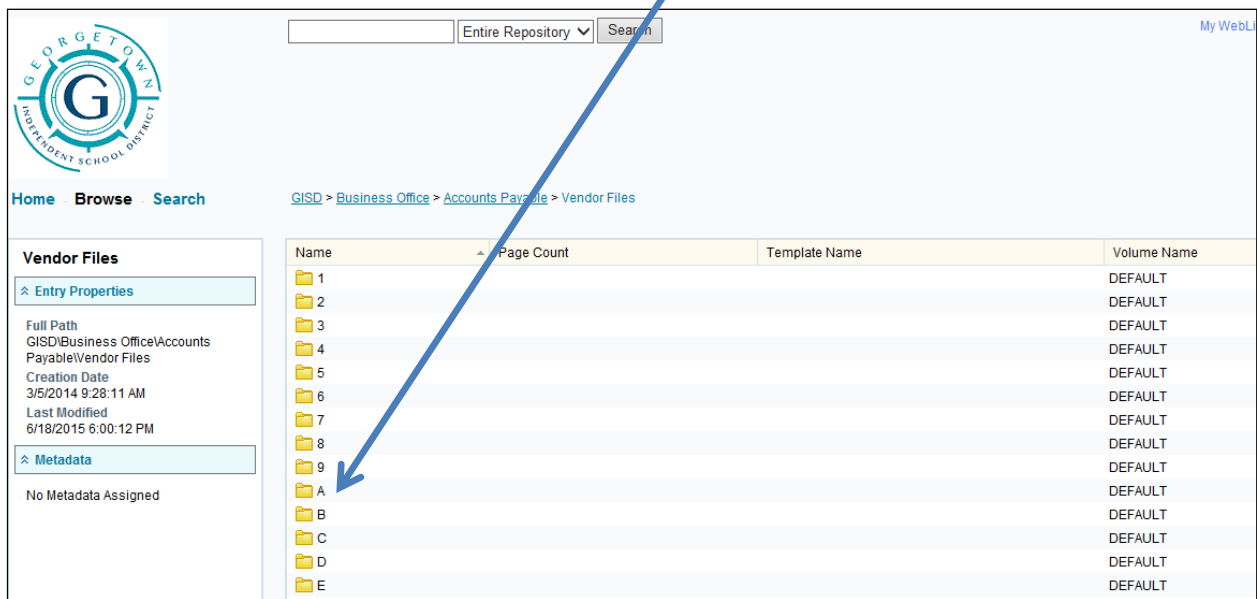 GEORGETOWN
INDEPENDENT SCHOOL DISTRICT
G
Entire Repository
Search
My WebLi
Home Browse Search
GISD > Business Office > Accounts Payable > Vendor Files
Vendor Files
Entry Properties
Full Path
GISD\Business Office\Accounts
Payable\Vendor Files
Creation Date
3/5/2014 9:28:11 AM
Last Modified
6/18/2015 6:00:12 PM
Metadata
No Metadata Assigned
Name Page Count Template Name Volume Name
1 DEFAULT
2 DEFAULT
3 DEFAULT
4 DEFAULT
5 DEFAULT
6 DEFAULT
7 DEFAULT
8 DEFAULT
9 DEFAULT
A DEFAULT
B DEFAULT
C DEFAULT
D DEFAULT
E DEFAULT